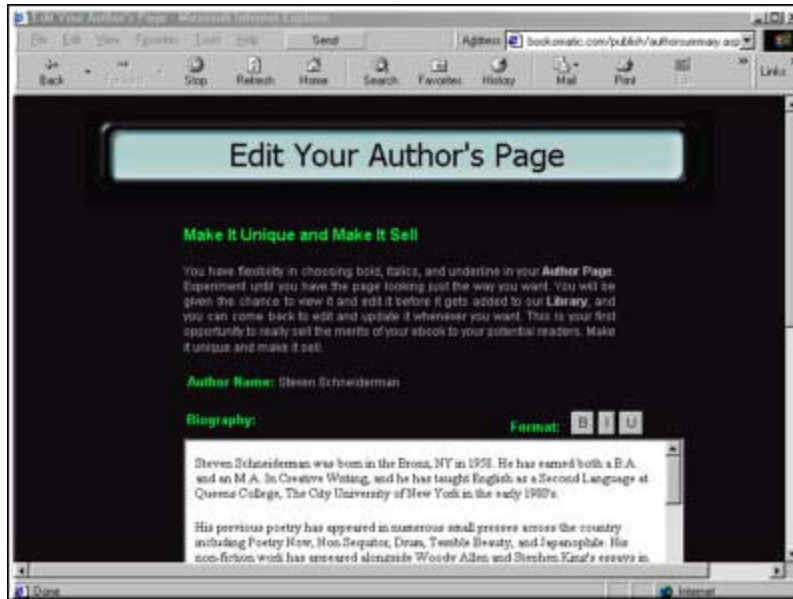 Edit Your Author's Page - Microsoft Internet Explorer
File Edit View Favorites Tools Help Send Address bookomatic.com/publish/authorsummary.asp
Back Forward Stop Refresh Home Search Favorites History Mail Print Edit » Links »
Edit Your Author's Page
Make It Unique and Make It Sell
You have flexibility in choosing bold, italics, and underline in your Author Page.
Experiment until you have the page looking just the way you want. You will be
given the chance to view it and edit it before it gets added to our Library, and
you can come back to edit and update it whenever you want. This is your first
opportunity to really sell the merits of your ebook to your potential readers. Make
it unique and make it sell.
Author Name: Steven Schneiderman
Biography: Format: B I U
Steven Schneiderman was born in the Bronx, NY in 1958. He has earned both a B.A.
and an M.A. In Creative Writing, and he has taught English as a Second Language at
Queens College, The City University of New York in the early 1980's.
His previous poetry has appeared in numerous small presses across the country
including Poetry Now, Non Sequitor, Dram, Terrible Beauty, and Japanophile. His
non-fiction work has appeared alongside Woody Allen and Stephen King's essays in
Done Internet